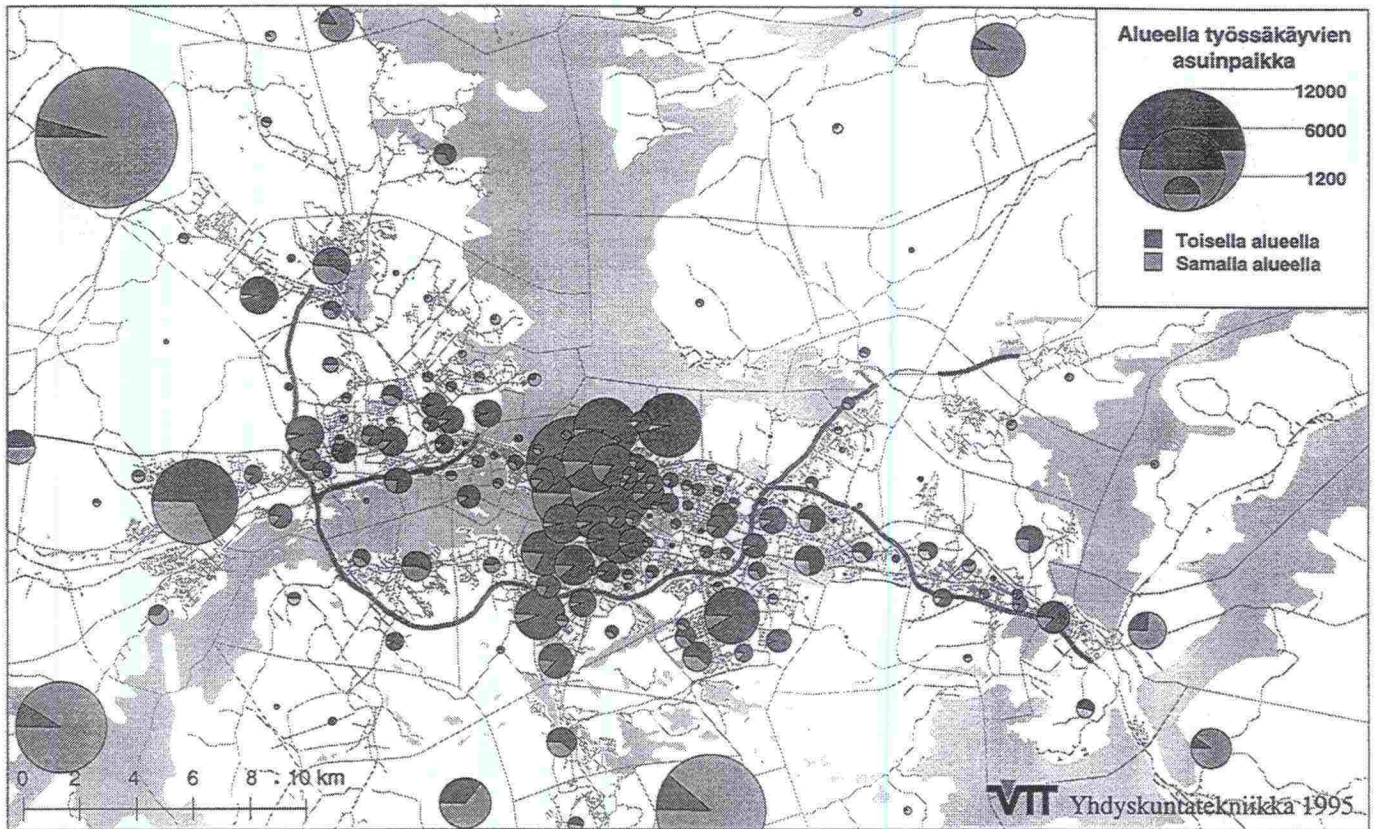 Alueella työssäkäyvien
asuinpaikka
12000
6000
1200
Toisella alueella
Samalla alueella
0 2 4 6 8 10 km
VTT Yhdyskuntatekniikka 1995